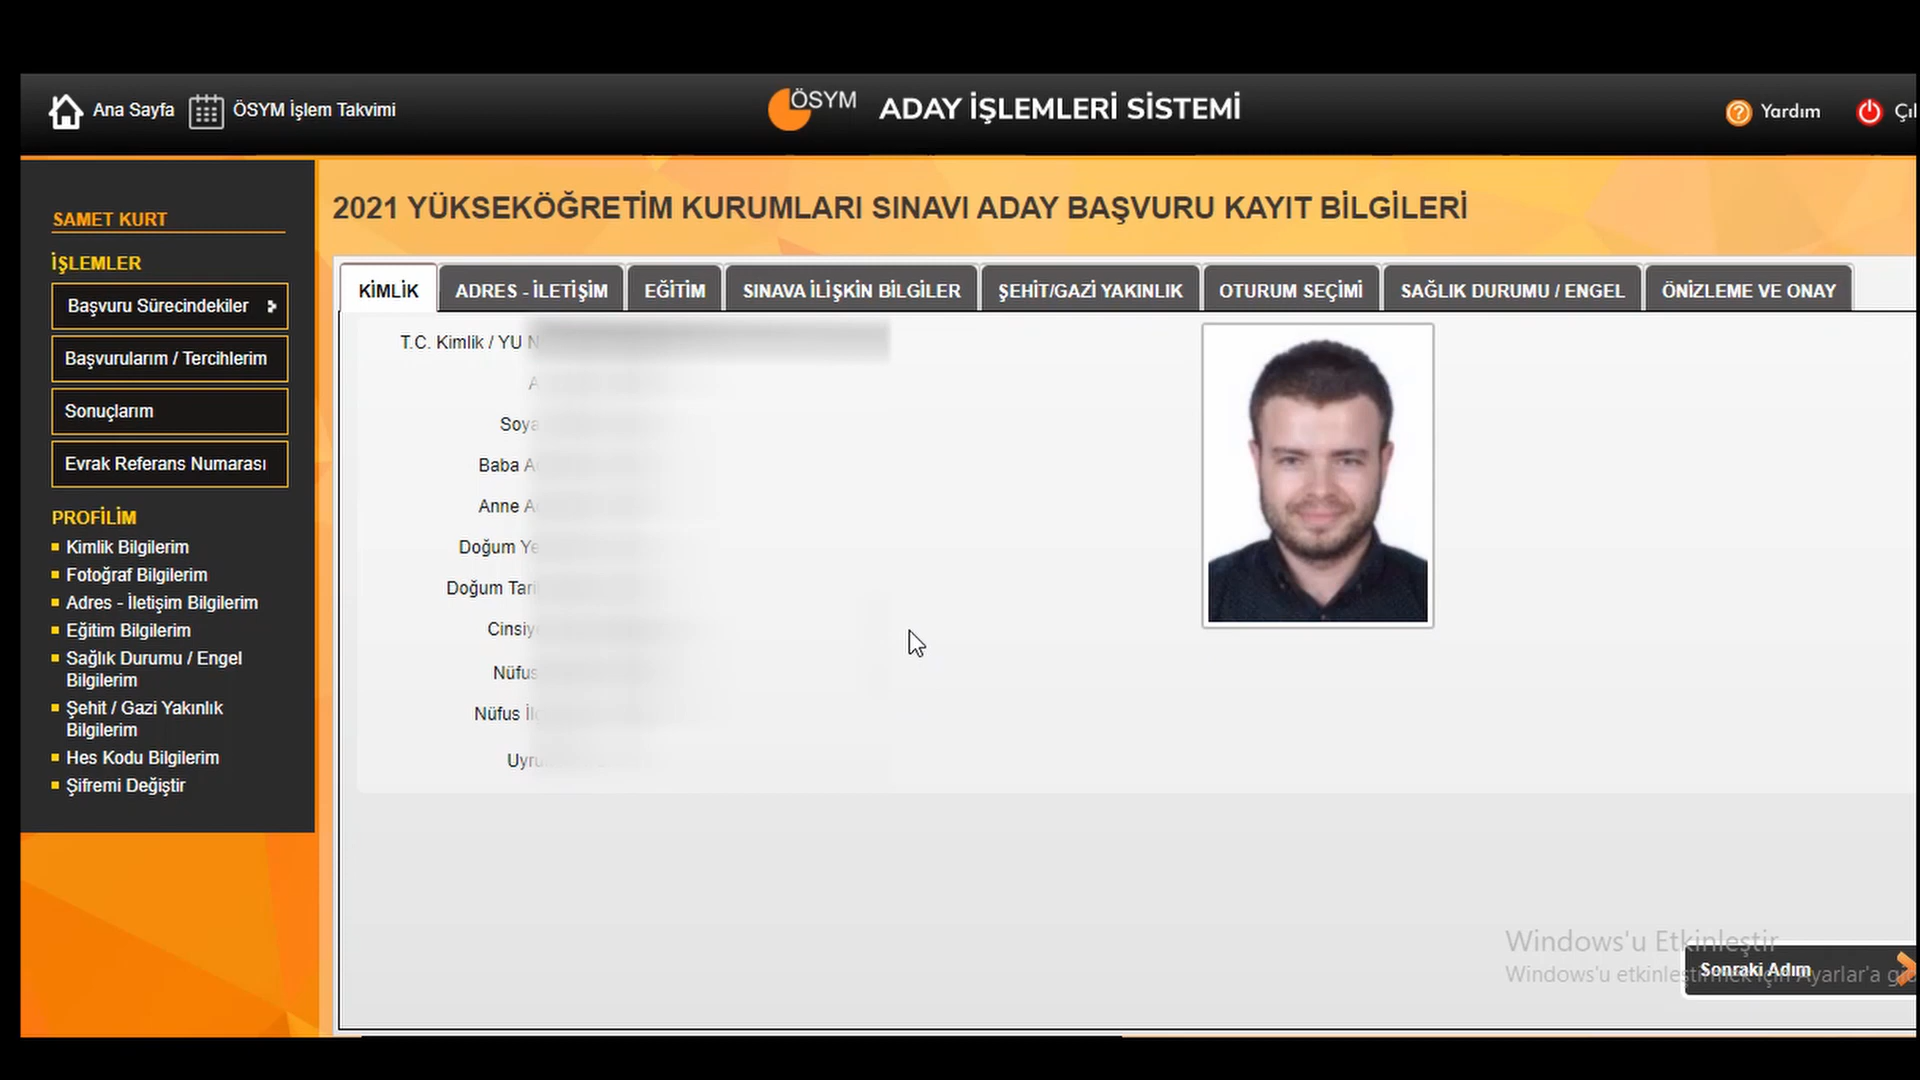 Ana Sayfa ÖSYM İşlem Takvimi
ÖSYM ADAY İŞLEMLERİ SİSTEMİ
Yardım
SAMET KURT
İŞLEMLER
Başvuru Sürecindekiler
Başvurularım / Tercihlerim
Sonuçlarım
Evrak Referans Numarası
PROFİLİM
Kimlik Bilgilerim
Fotoğraf Bilgilerim
Adres - İletişim Bilgilerim
Eğitim Bilgilerim
Sağlık Durumu / Engel
Bilgilerim
Şehit / Gazi Yakınlık
Bilgilerim
Hes Kodu Bilgilerim
Şifremi Değiştir
2021 YÜKSEKÖĞRETİM KURUMLARI SINAVI ADAY BAŞVURU KAYIT BİLGİLERİ
KİMLİK ADRES - İLETİŞİM EĞİTİM SINAVA İLİŞKİN BİLGİLER ŞEHİT/GAZİ YAKINLIK OTURUM SEÇİMİ SAĞLIK DURUMU / ENGEL ÖNİZLEME VE ONAY
T.C. Kimlik / YU
Baba
Anne
Doğum
Doğum
Nüfus
Nüfus
Windows'u Etkinleştir
Windows'u etkinleştirmek için Ayarlar'a
Sonraki Adım